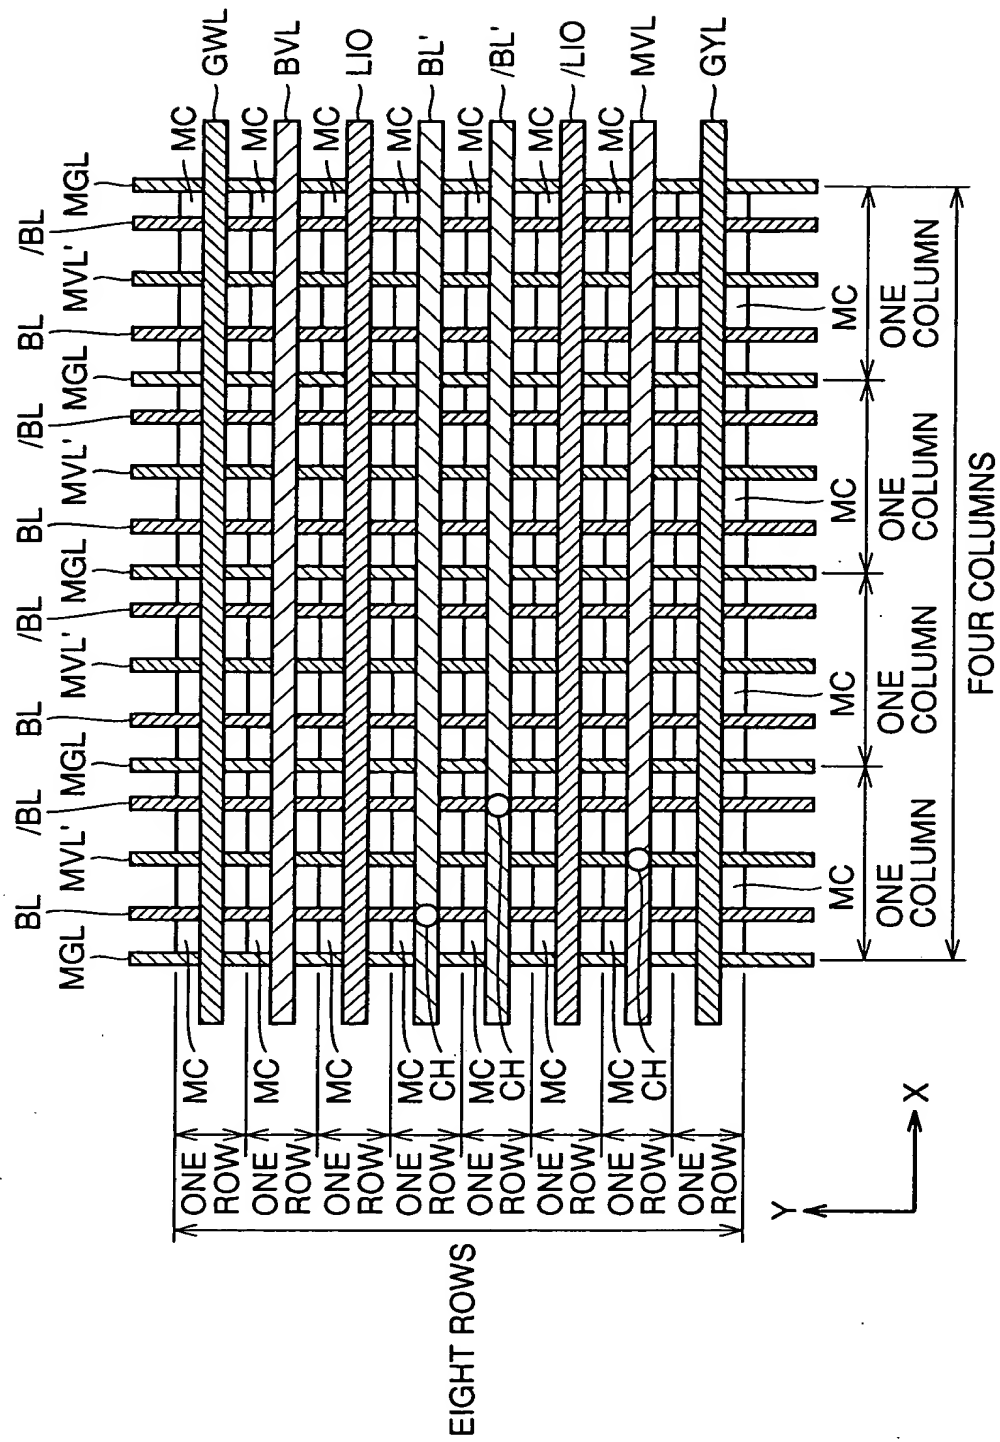 MGL
BL
MVL'
/BL
MGL
BL
MVL'
/BL
MGL
BL
MVL'
/BL
MGL
BL
MVL'
/BL
MGL
ONE
ROW
MC
MC
GWL
ONE
ROW
MC
MC
BVL
ONE
ROW
MC
MC
LIO
EIGHT ROWS
ONE
ROW
MC
CH
MC
BL'
ONE
ROW
MC
CH
MC
/BL'
ONE
ROW
MC
MC
/LIO
ONE
ROW
MC
CH
MC
MVL
ONE
ROW
GYL
MC
MC
MC
MC
ONE
COLUMN
ONE
COLUMN
ONE
COLUMN
ONE
COLUMN
FOUR COLUMNS
Y
X